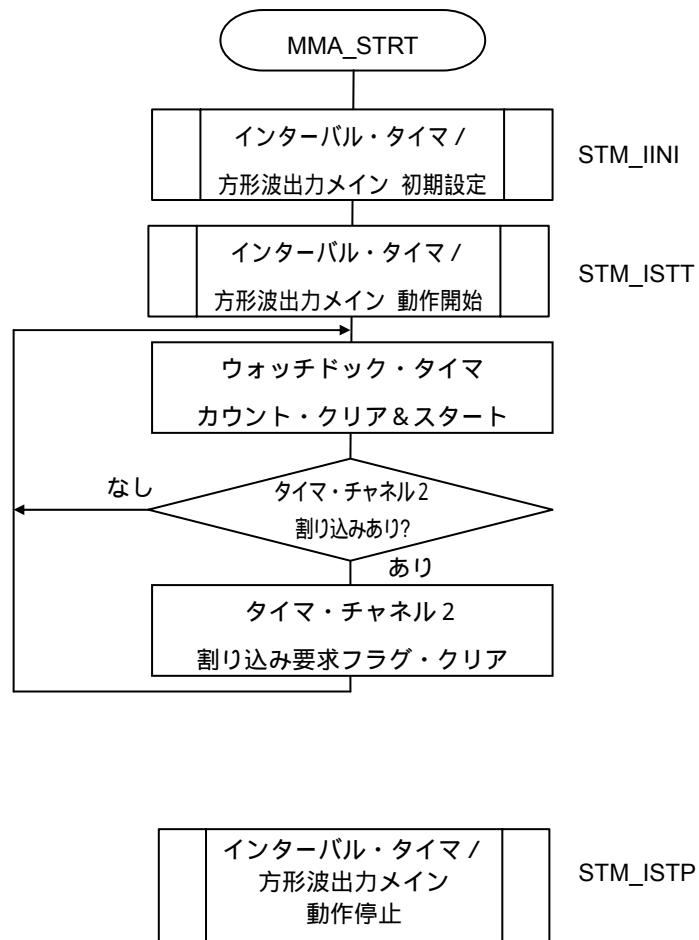 MMA_STRT
インターバル・タイマ /
方形波出力メイン 初期設定
STM_IINI
インターバル・タイマ /
方形波出力メイン 動作開始
STM_ISTT
ウォッチドック・タイマ
カウント・クリア＆スタート
なし
タイマ・チャネル2
割り込みあり?
あり
タイマ・チャネル2
割り込み要求フラグ・クリア
インターバル・タイマ /
方形波出力メイン
動作停止
STM_ISTP